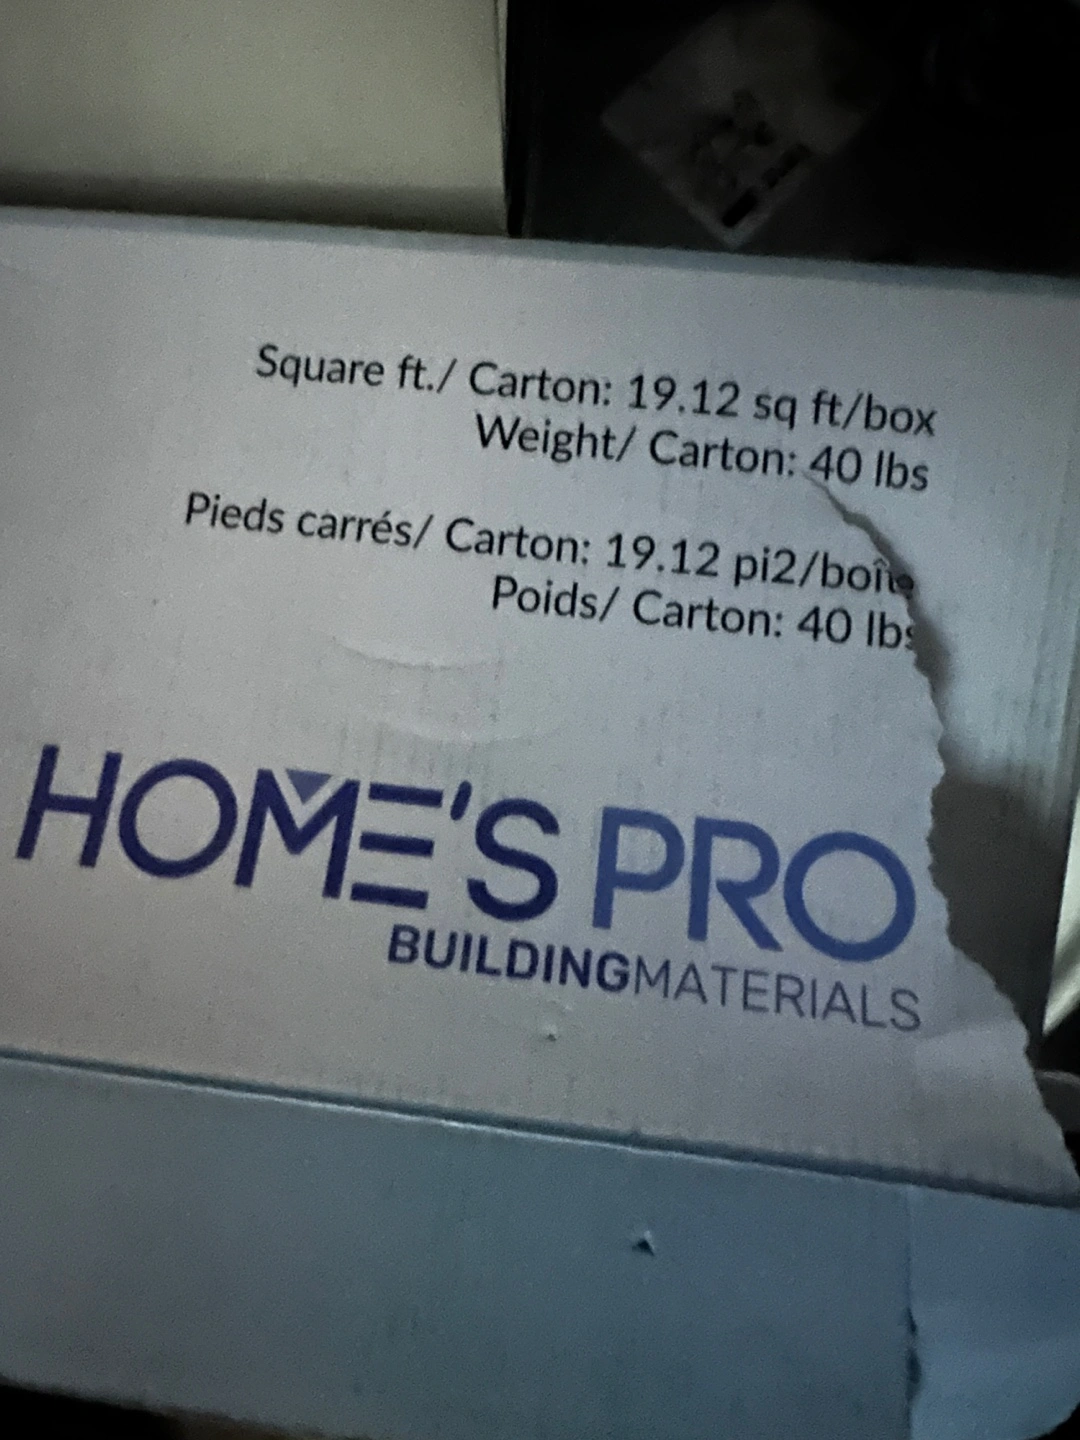 Square ft./ Carton: 19.12 sq ft/box
Weight/ Carton: 40 lbs
Pieds carrés/ Carton: 19.12 pi2/boîte
Poids/ Carton: 40 lbs
HOME'S PRO
BUILDINGMATERIALS